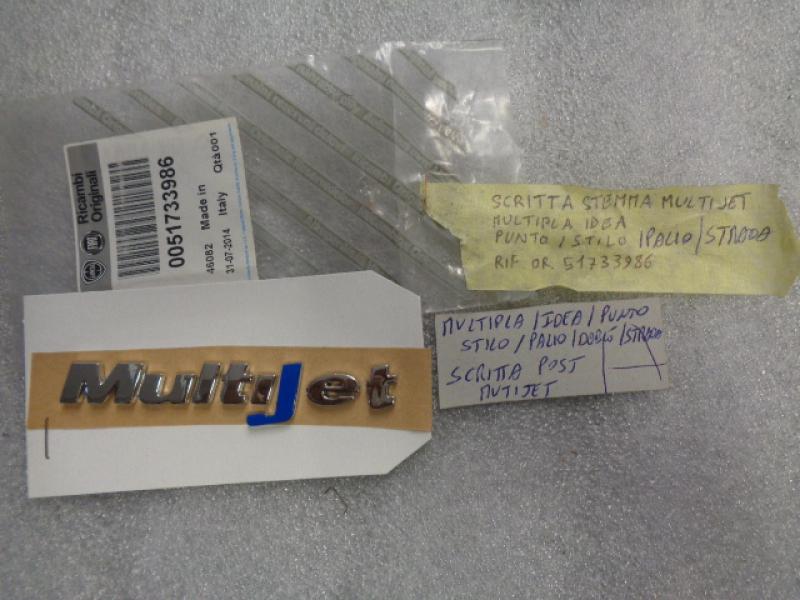 Ricambi
Originali
0051733986
46082 Made in
31-07-2014 Italy
Qtà001
SCRITTA STEMMA MULTIJET
MULTIPLA IDEA
PUNTO / STILO / PALIO / STRADA
RIF OR. 51733986
MULTIPLA / IDEA / PUNTO
STILO / PALIO / DOBLÒ / STRADA
SCRITTA POST
MUTIJET
MultiJet